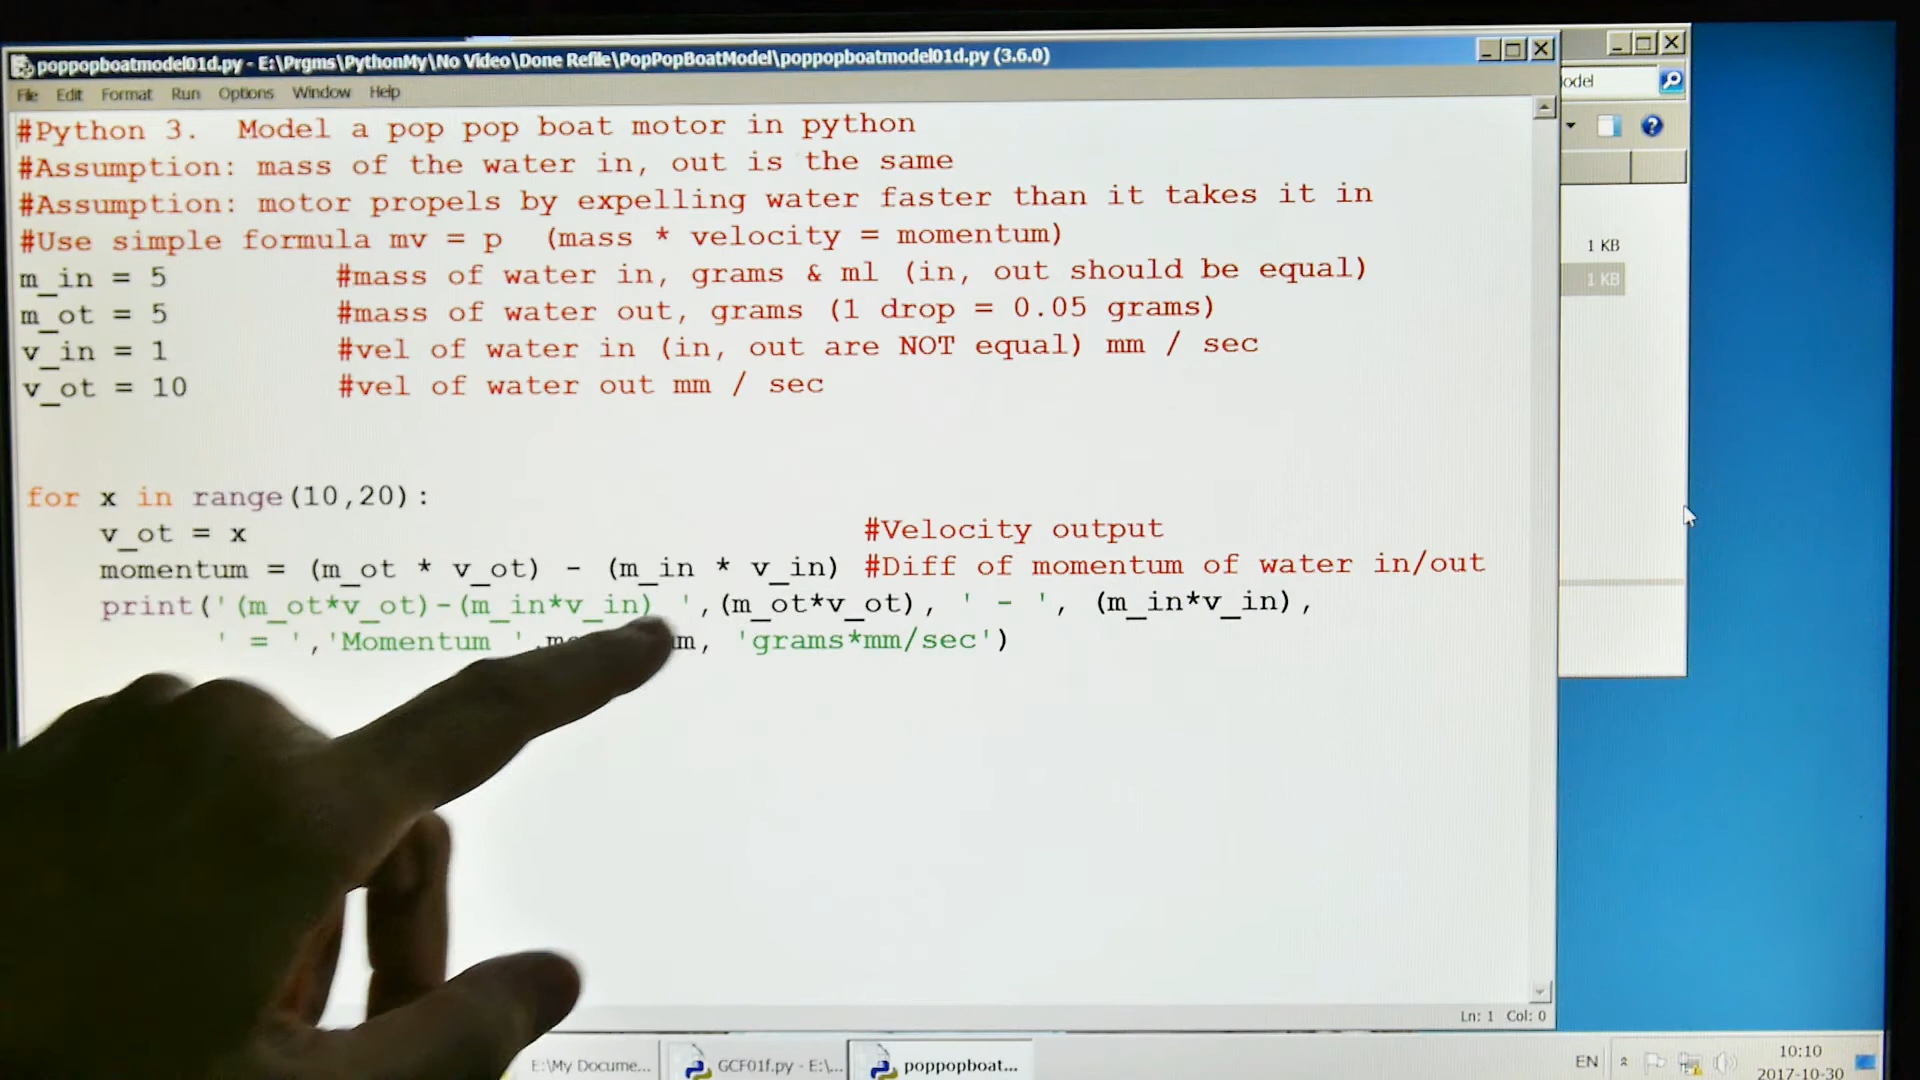 poppopboatmodel01d.py - E:\Prgms\PythonMy\No Video\Done Refile\PopPopBoatModel\poppopboatmodel01d.py (3.6.0)
File Edit Format Run Options Window Help
#Python 3.  Model a pop pop boat motor in python
#Assumption: mass of the water in, out is the same
#Assumption: motor propels by expelling water faster than it takes it in
#Use simple formula mv = p  (mass * velocity = momentum)
m_in = 5         #mass of water in, grams & ml (in, out should be equal)
m_ot = 5         #mass of water out, grams (1 drop = 0.05 grams)
v_in = 1         #vel of water in (in, out are NOT equal) mm / sec
v_ot = 10        #vel of water out mm / sec
for x in range(10,20):
    v_ot = x                                 #Velocity output
    momentum = (m_ot * v_ot) - (m_in * v_in) #Diff of momentum of water in/out
    print('(m_ot*v_ot)-(m_in*v_in) ',(m_ot*v_ot), ' - ', (m_in*v_in),
          ' = ','Momentum ', 'grams*mm/sec')
Ln: 1 Col: 0
odel
1 KB
1 KB
E:\My Docume...
GCF01f.py - E:\...
poppopboat...
EN
10:10
2017-10-30